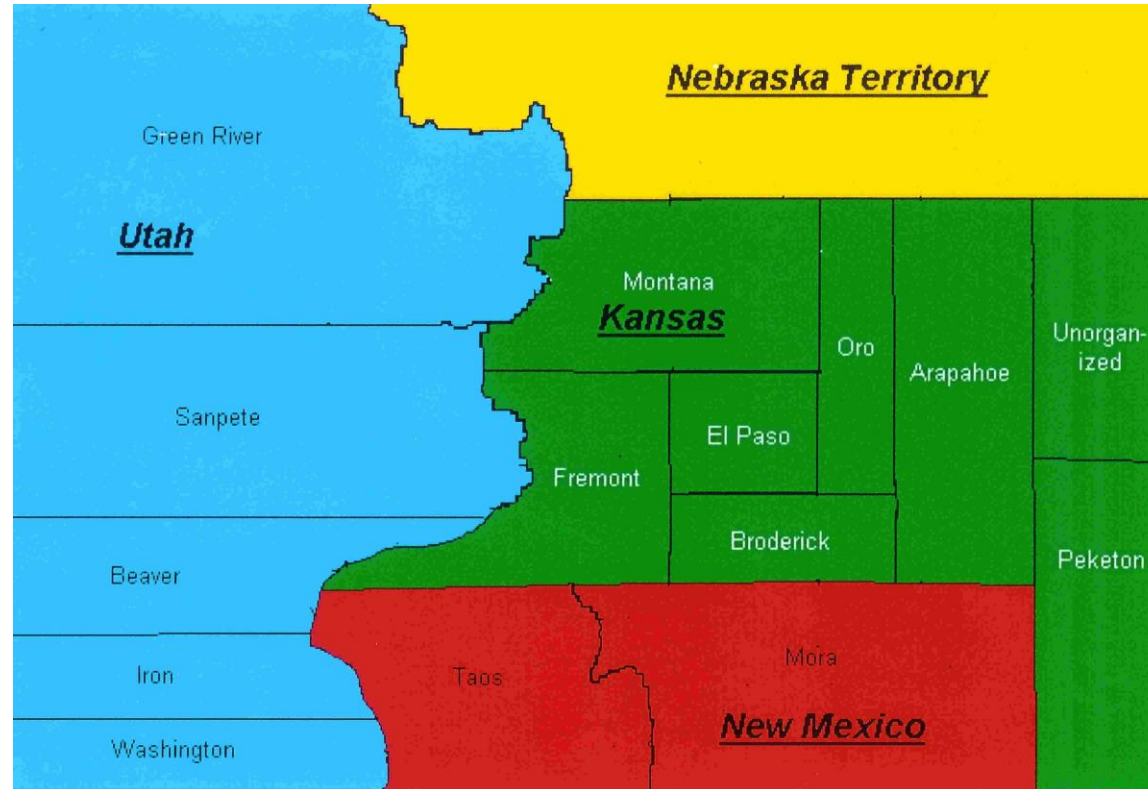 Nebraska Territory
Green River
Utah
Montana
Kansas
Unorgan-
ized
Oro
Arapahoe
Sanpete
El Paso
Fremont
Broderick
Peketon
Beaver
Mora
Taos
Iron
New Mexico
Washington